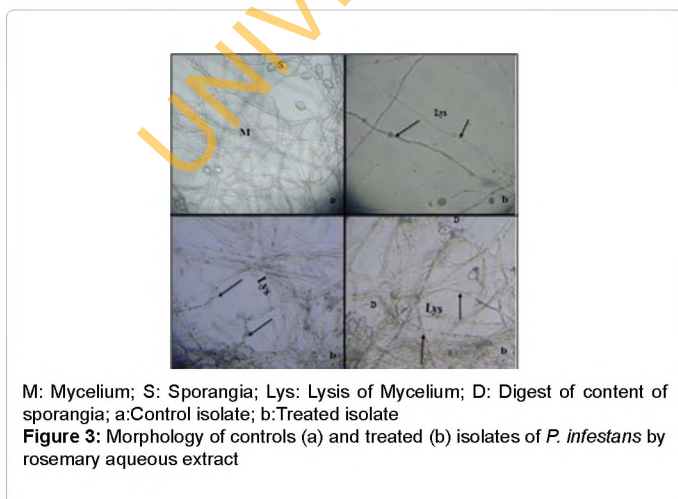 UNIV
S
M
a
Lys
b
Lys
b
D
D
Lys
b
M: Mycelium; S: Sporangia; Lys: Lysis of Mycelium; D: Digest of content of
sporangia; a:Control isolate; b:Treated isolate
Figure 3: Morphology of controls (a) and treated (b) isolates of P. infestans by
rosemary aqueous extract